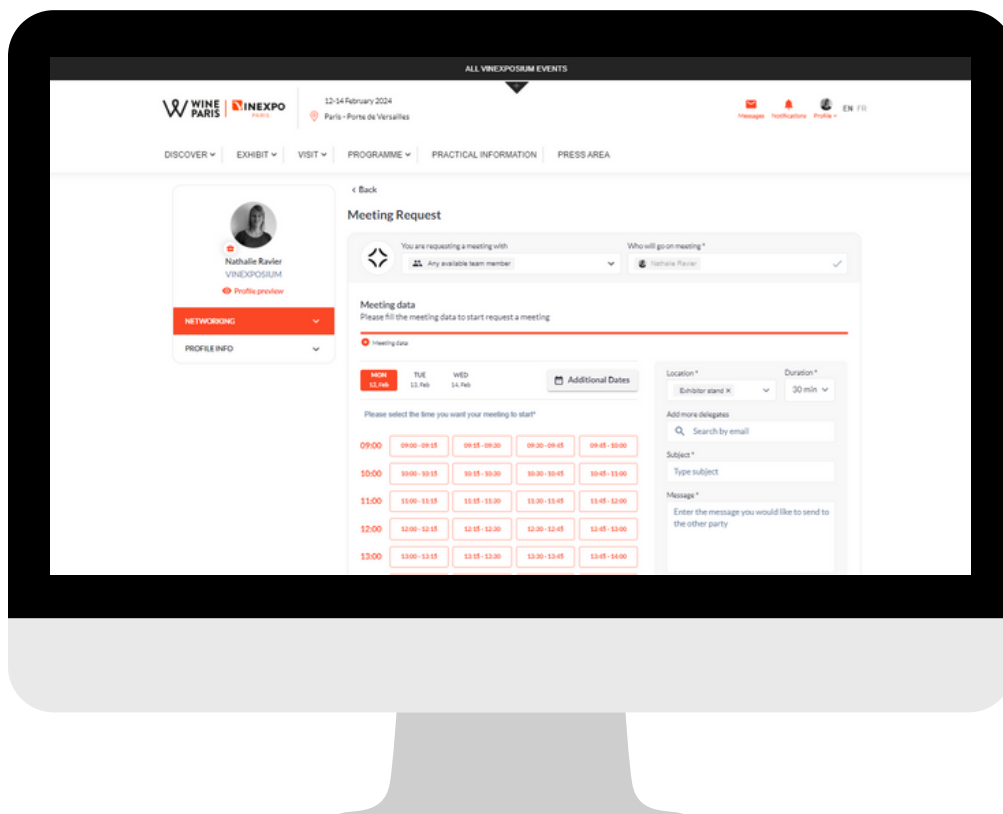 ALL VINEXPOSIUM EVENTS
WINE PARIS VINEXPO PARIS
12-14 February 2024
Paris - Porte de Versailles
Messages Notifications Profile EN FR
DISCOVER EXHIBIT VISIT PROGRAMME PRACTICAL INFORMATION PRESS AREA
Nathalie Ravier
VINEXPOSIUM
Profile preview
NETWORKING
PROFILE INFO
< Back
Meeting Request
You are requesting a meeting with
Any available team member
Who will go on meeting *
Nathalie Ravier
Meeting data
Please fill the meeting data to start request a meeting
Meeting data
MON TUE WED
12, Feb 13, Feb 14, Feb
Additional Dates
Please select the time you want your meeting to start*
09:00 09:00 - 09:15 09:15 - 09:30 09:30 - 09:45 09:45 - 10:00
10:00 10:00 - 10:15 10:15 - 10:30 10:30 - 10:45 10:45 - 11:00
11:00 11:00 - 11:15 11:15 - 11:30 11:30 - 11:45 11:45 - 12:00
12:00 12:00 - 12:15 12:15 - 12:30 12:30 - 12:45 12:45 - 13:00
13:00 13:00 - 13:15 13:15 - 13:30 13:30 - 13:45 13:45 - 14:00
Location * Duration *
Exhibitor stand X 30 min
Add more delegates
Search by email
Subject *
Type subject
Message *
Enter the message you would like to send to
the other party